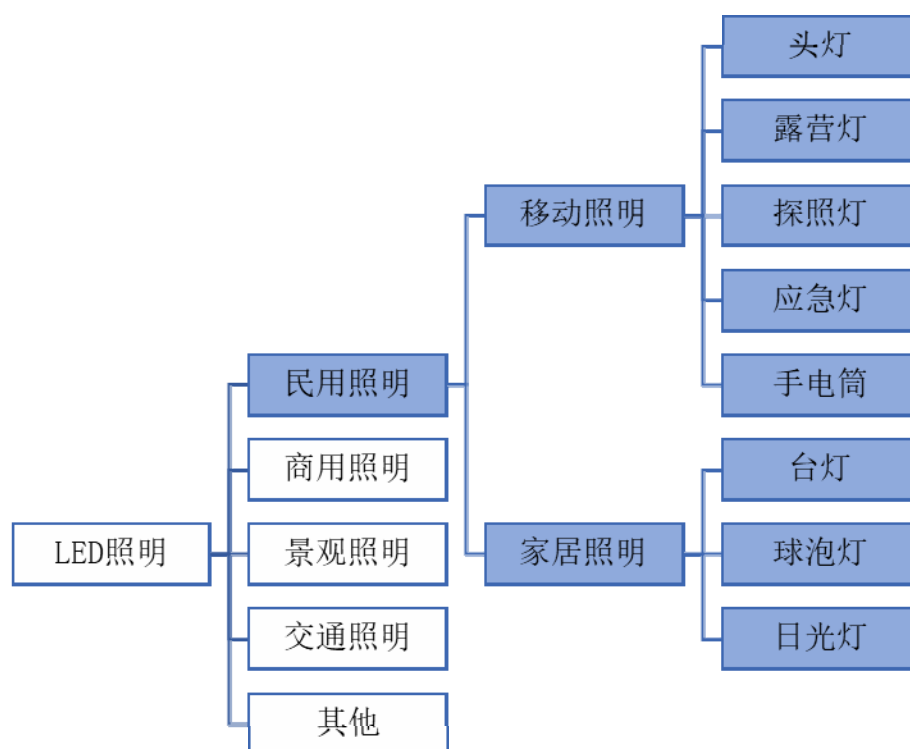 LED照明
民用照明
商用照明
景观照明
交通照明
其他
移动照明
家居照明
头灯
露营灯
探照灯
应急灯
手电筒
台灯
球泡灯
日光灯